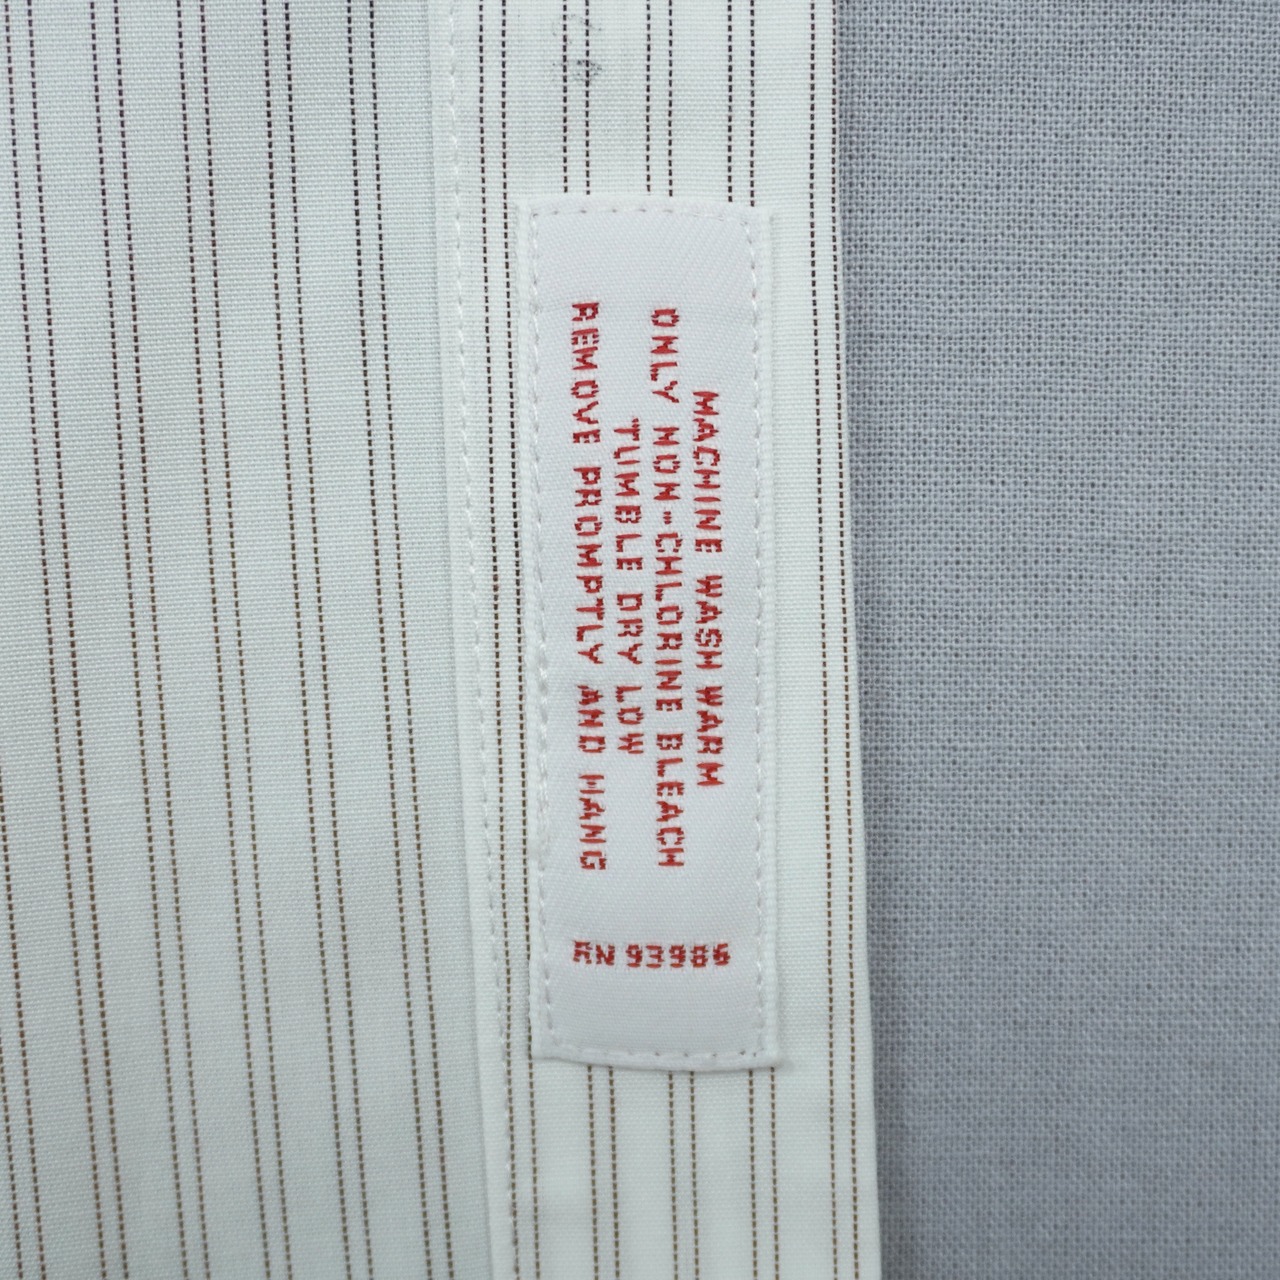 MACHINE WASH WARM
ONLY NON-CHLORINE BLEACH
TUMBLE DRY LOW
REMOVE PROMPTLY AND HANG
RN 93986